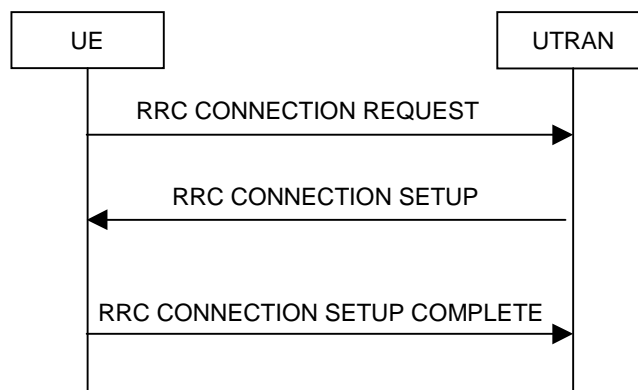 UE
UTRAN
RRC CONNECTION REQUEST
RRC CONNECTION SETUP
RRC CONNECTION SETUP COMPLETE